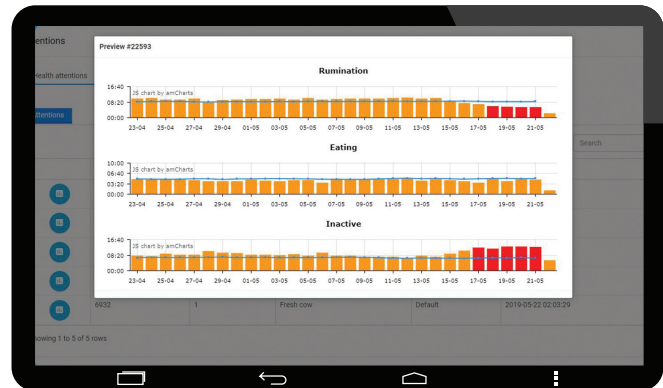 entions
Preview #22593
Health attentions
Rumination
16:40
JS chart by amCharts
08:20
00:00
23-04 25-04 27-04 29-04 01-05 03-05 05-05 07-05 09-05 11-05 13-05 15-05 17-05 19-05 21-05
Attentions
Eating
Search
10:00
JS chart by amCharts
06:40
03:20
00:00
23-04 25-04 27-04 29-04 01-05 03-05 05-05 07-05 09-05 11-05 13-05 15-05 17-05 19-05 21-05
Inactive
16:40
JS chart by amCharts
08:20
00:00
23-04 25-04 27-04 29-04 01-05 03-05 05-05 07-05 09-05 11-05 13-05 15-05 17-05 19-05 21-05
6932 1 Fresh cow Default 2019-05-22 02:03:29
howing 1 to 5 of 5 rows